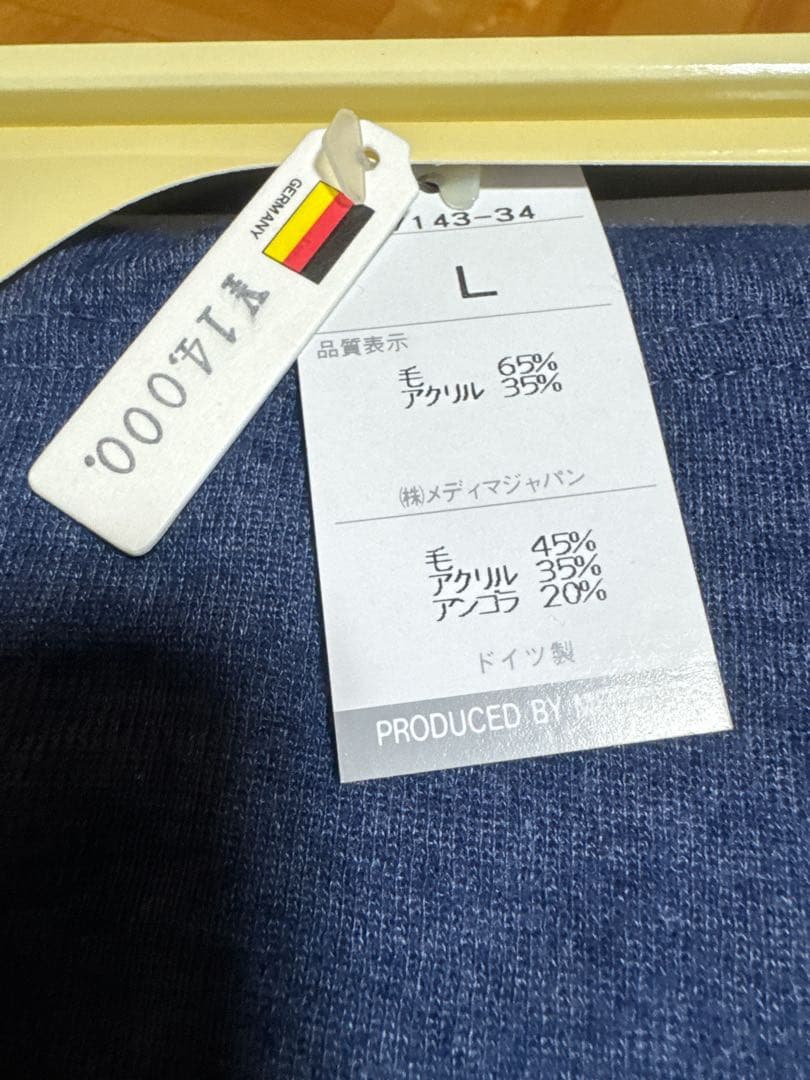 GERMANY
¥14,000.
7143-34
L
品質表示
毛 65%
アクリル 35%
㈱メディマジャパン
毛 45%
アクリル 35%
アンゴラ 20%
ドイツ製
PRODUCED BY